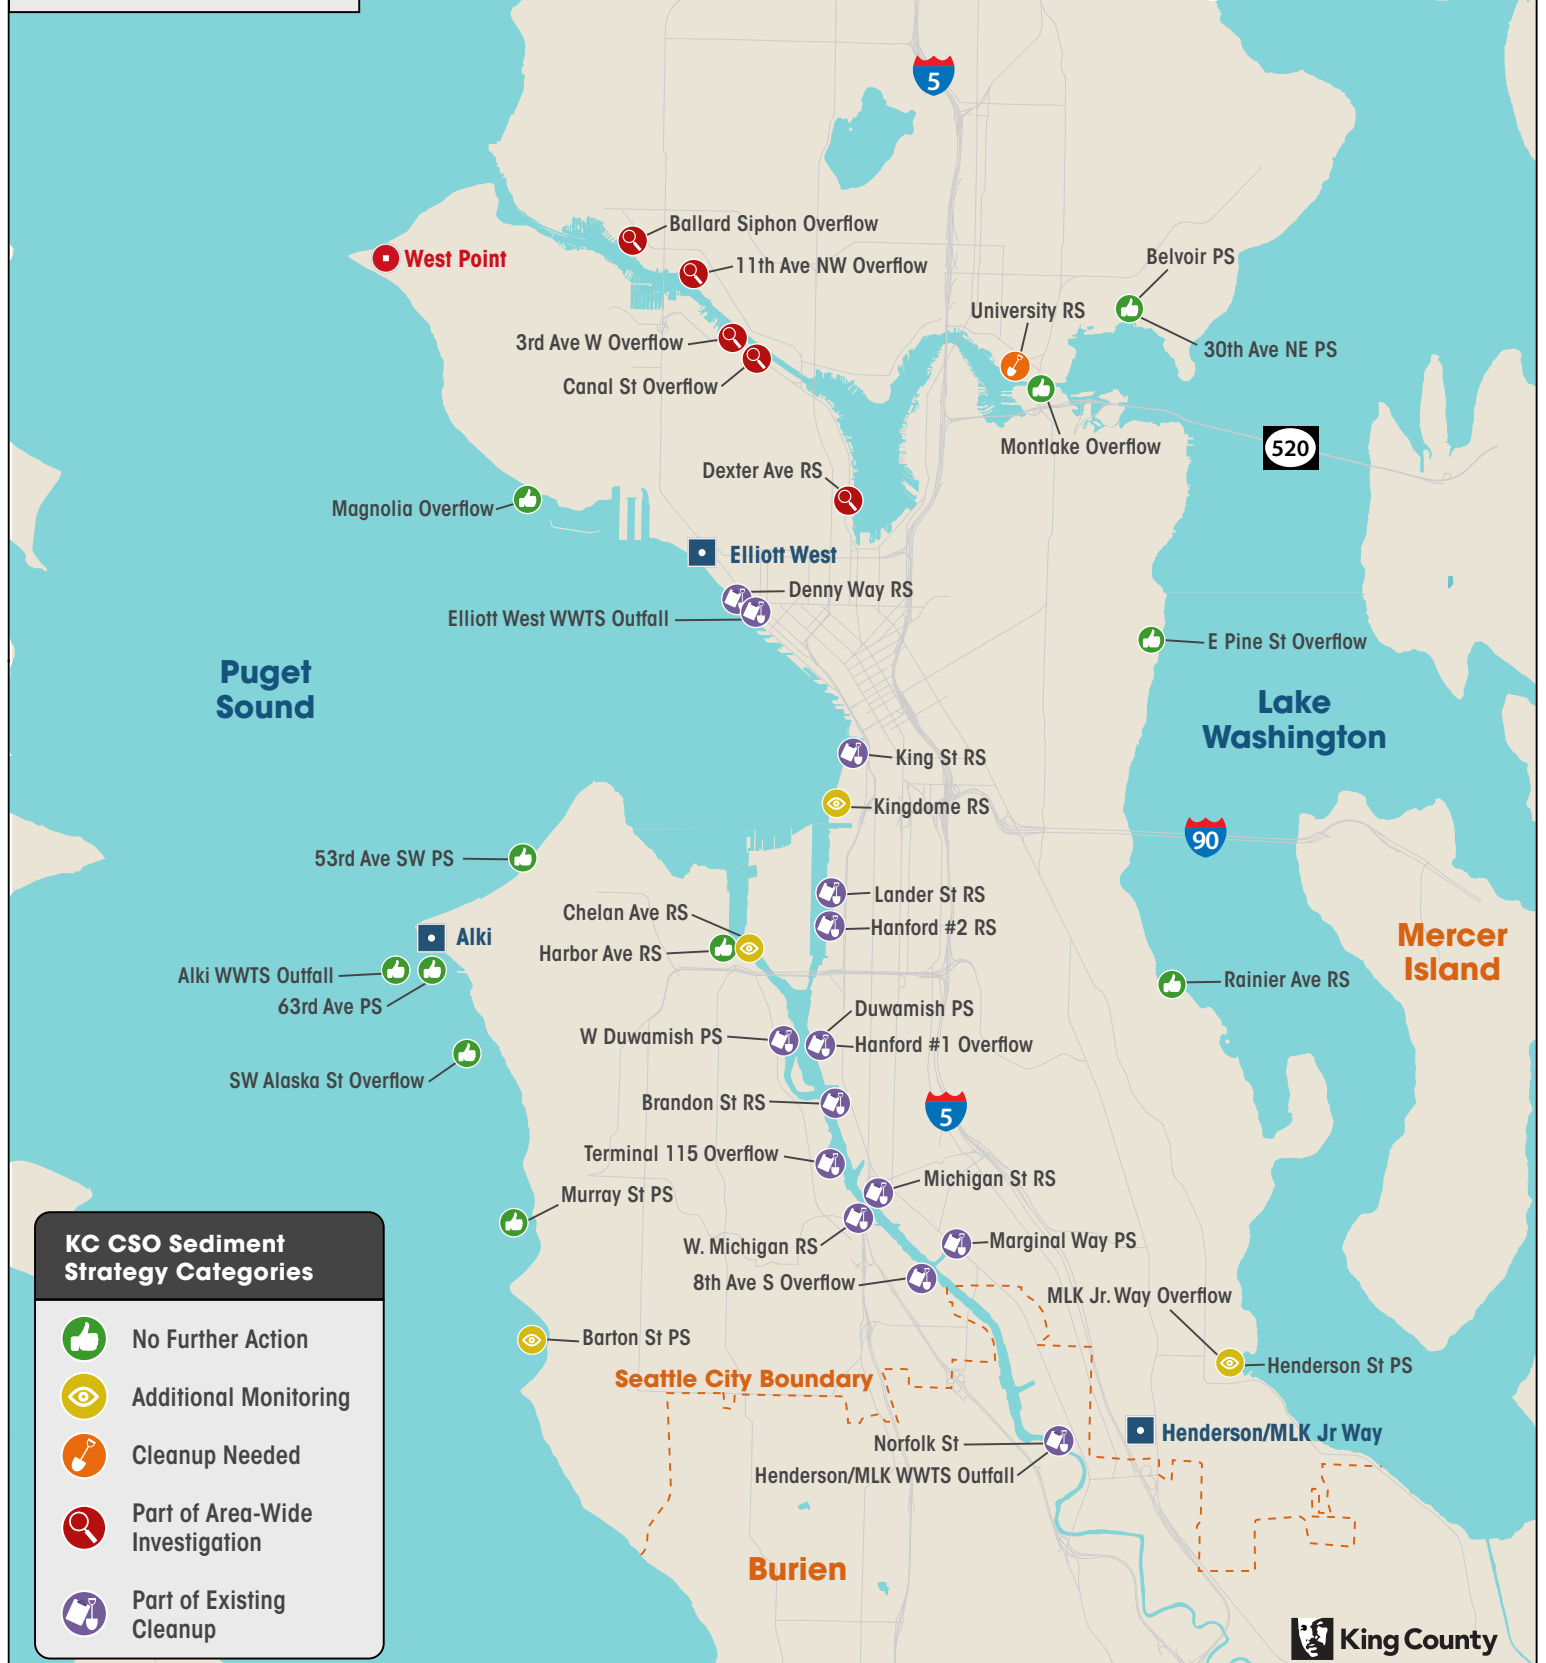 5
Ballard Siphon Overflow
West Point
11th Ave NW Overflow
Belvoir PS
University RS
3rd Ave W Overflow
30th Ave NE PS
Canal St Overflow
Montlake Overflow
520
Dexter Ave RS
Magnolia Overflow
Elliott West
Denny Way RS
Elliott West WWTS Outfall
E Pine St Overflow
Puget
Sound
Lake
Washington
King St RS
Kingdome RS
90
53rd Ave SW PS
Lander St RS
Chelan Ave RS
Hanford #2 RS
Alki
Harbor Ave RS
Mercer
Island
Alki WWTS Outfall
Rainier Ave RS
63rd Ave PS
Duwamish PS
W Duwamish PS
Hanford #1 Overflow
SW Alaska St Overflow
Brandon St RS
5
Terminal 115 Overflow
Michigan St RS
Murray St PS
W. Michigan RS
Marginal Way PS
8th Ave S Overflow
MLK Jr. Way Overflow
Barton St PS
Henderson St PS
Seattle City Boundary
Henderson/MLK Jr Way
Norfolk St
Henderson/MLK WWTS Outfall
Burien
KC CSO Sediment
Strategy Categories
No Further Action
Additional Monitoring
Cleanup Needed
Part of Area-Wide
Investigation
Part of Existing
Cleanup
King County